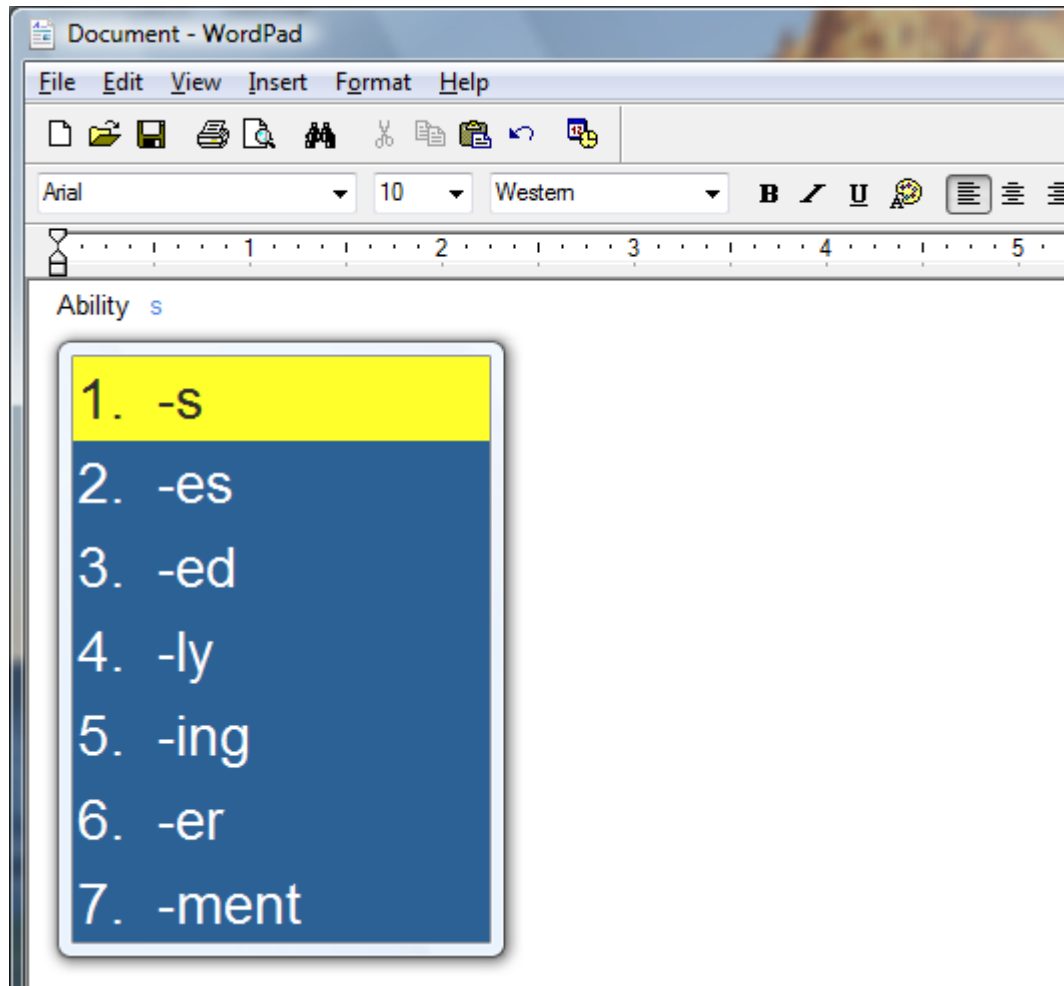 Document - WordPad
File Edit View Insert Format Help
Arial 10 Western B U A
1 2 3 4 5
Ability s
1. -s
2. -es
3. -ed
4. -ly
5. -ing
6. -er
7. -ment